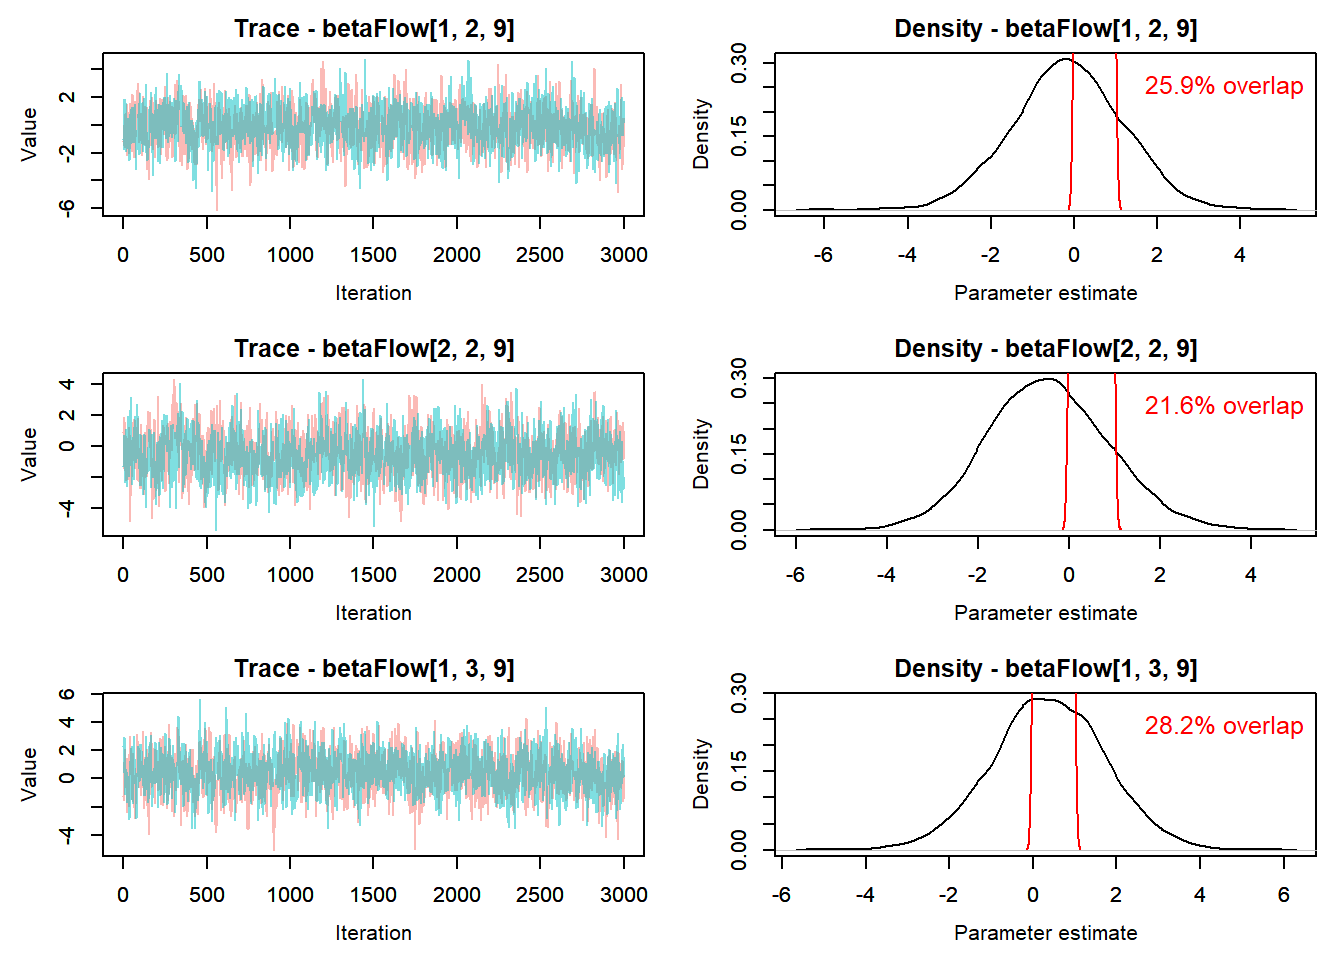 Trace - betaFlow[1, 2, 9]
Value
2
-2
-6
0 500 1000 1500 2000 2500 3000
Iteration
Density - betaFlow[1, 2, 9]
Density
0.30
0.15
0.00
25.9% overlap
-6 -4 -2 0 2 4
Parameter estimate
Trace - betaFlow[2, 2, 9]
Value
4
2
0
-4
0 500 1000 1500 2000 2500 3000
Iteration
Density - betaFlow[2, 2, 9]
Density
0.30
0.15
0.00
21.6% overlap
-6 -4 -2 0 2 4
Parameter estimate
Trace - betaFlow[1, 3, 9]
Value
6
4
2
0
-4
0 500 1000 1500 2000 2500 3000
Iteration
Density - betaFlow[1, 3, 9]
Density
0.30
0.15
0.00
28.2% overlap
-6 -4 -2 0 2 4 6
Parameter estimate